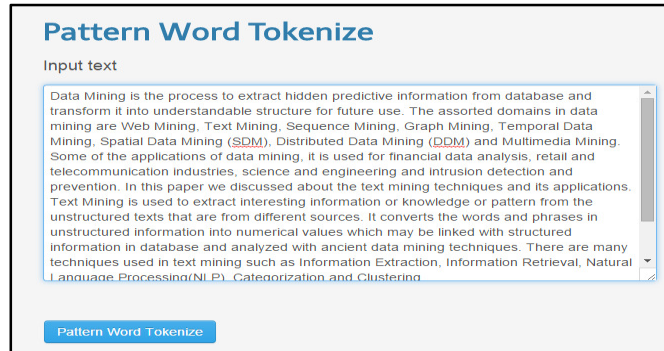 Pattern Word Tokenize
Input text
Data Mining is the process to extract hidden predictive information from database and
transform it into understandable structure for future use. The assorted domains in data
mining are Web Mining, Text Mining, Sequence Mining, Graph Mining, Temporal Data
Mining, Spatial Data Mining (SDM), Distributed Data Mining (DDM) and Multimedia Mining.
Some of the applications of data mining, it is used for financial data analysis, retail and
telecommunication industries, science and engineering and intrusion detection and
prevention. In this paper we discussed about the text mining techniques and its applications.
Text Mining is used to extract interesting information or knowledge or pattern from the
unstructured texts that are from different sources. It converts the words and phrases in
unstructured information into numerical values which may be linked with structured
information in database and analyzed with ancient data mining techniques. There are many
techniques used in text mining such as Information Extraction, Information Retrieval, Natural
Language Processing(NLP), Categorization and Clustering
Pattern Word Tokenize